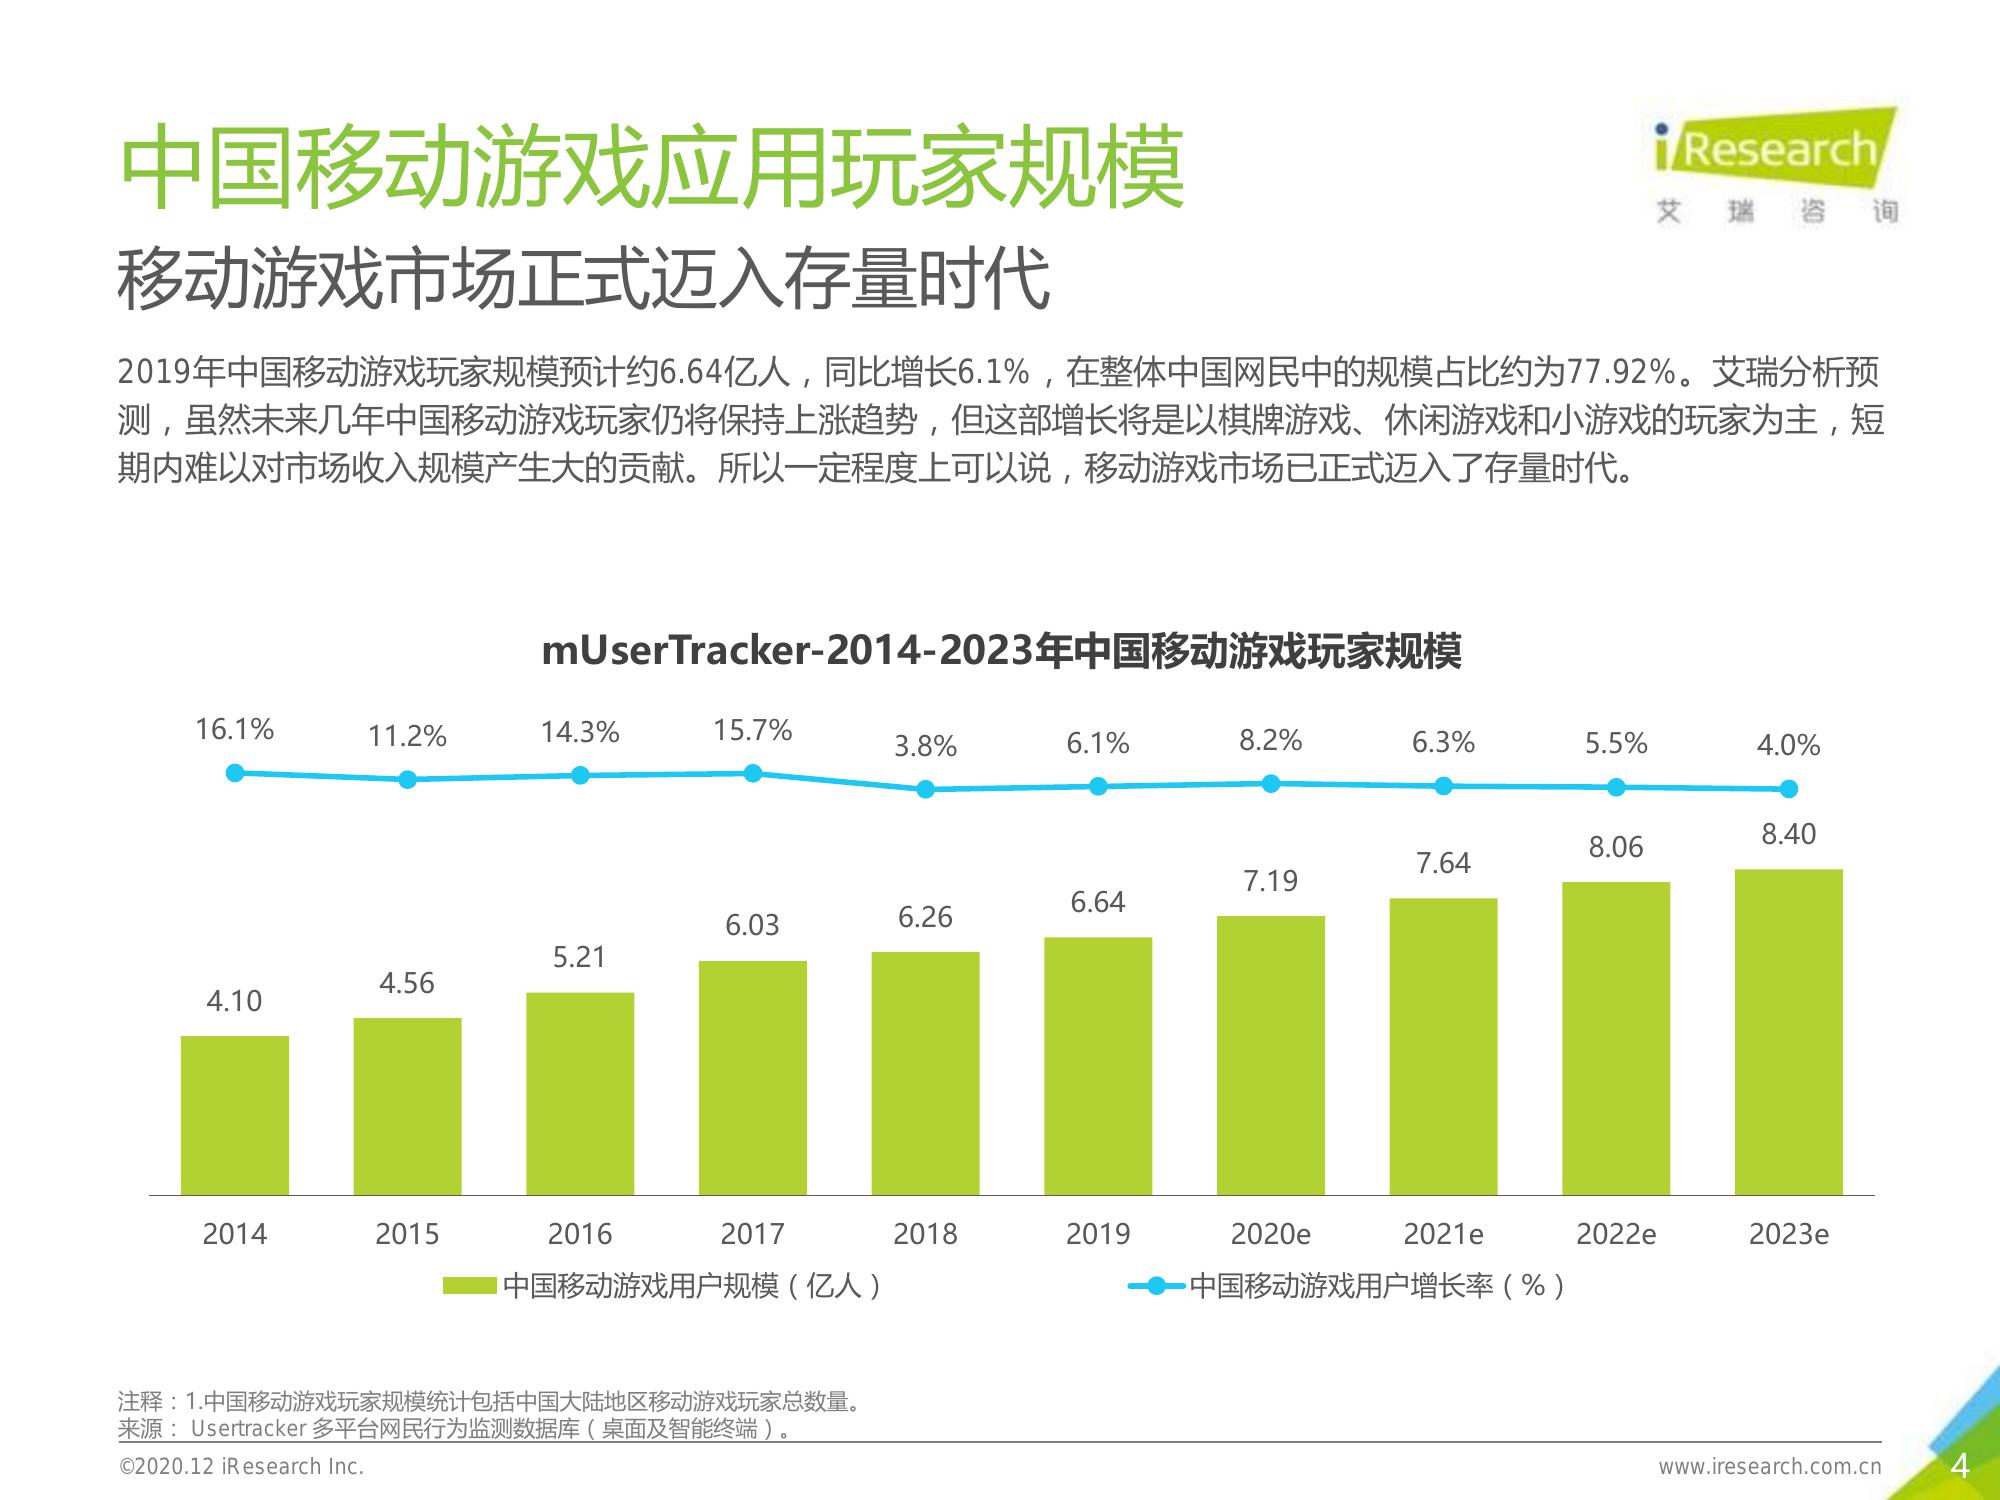 中国移动游戏应用玩家规模
iResearch
艾瑞咨询
移动游戏市场正式迈入存量时代
2019年中国移动游戏玩家规模预计约6.64亿人，同比增长6.1%，在整体中国网民中的规模占比约为77.92%。艾瑞分析预
测，虽然未来几年中国移动游戏玩家仍将保持上涨趋势，但这部增长将是以棋牌游戏、休闲游戏和小游戏的玩家为主，短
期内难以对市场收入规模产生大的贡献。所以一定程度上可以说，移动游戏市场已正式迈入了存量时代。
mUserTracker-2014-2023年中国移动游戏玩家规模
16.1% 11.2% 14.3% 15.7% 3.8% 6.1% 8.2% 6.3% 5.5% 4.0%
4.10 4.56 5.21 6.03 6.26 6.64 7.19 7.64 8.06 8.40
2014 2015 2016 2017 2018 2019 2020e 2021e 2022e 2023e
中国移动游戏用户规模（亿人） 中国移动游戏用户增长率（%）
注释：1.中国移动游戏玩家规模统计包括中国大陆地区移动游戏玩家总数量。
来源： Usertracker 多平台网民行为监测数据库（桌面及智能终端）。
©2020.12 iResearch Inc. www.iresearch.com.cn 4